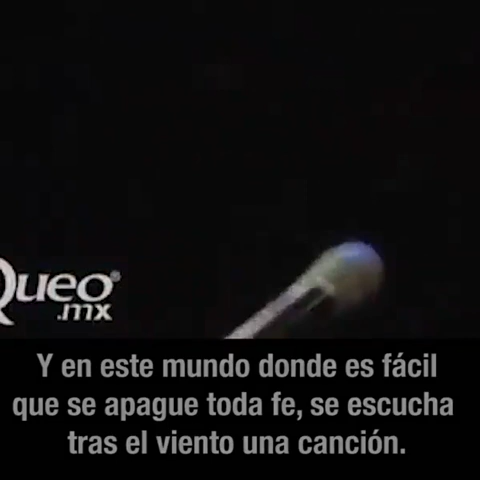 Queo®
.mx
Y en este mundo donde es fácil
que se apague toda fe, se escucha
tras el viento una canción.